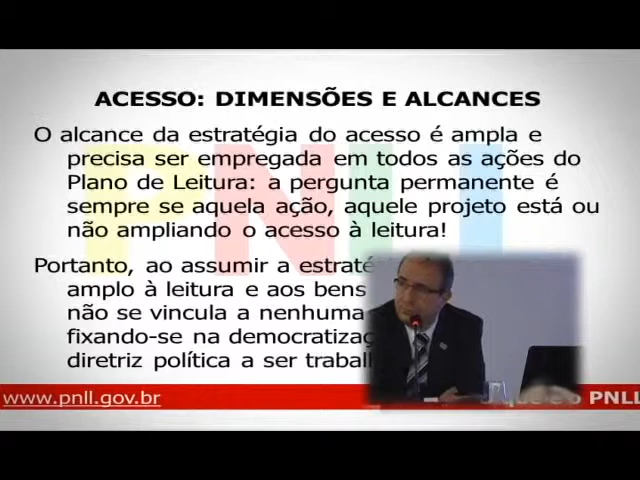 ACESSO: DIMENSÕES E ALCANCES
O alcance da estratégia do acesso é ampla e
precisa ser empregada em todos as ações do
Plano de Leitura: a pergunta permanente é
sempre se aquela ação, aquele projeto está ou
não ampliando o acesso à leitura!
Portanto, ao assumir a
amplo à leitura e aos bens
não se vincula a nenhuma
fixando-se na
diretriz política a ser
PNLL
www.pnll.gov.br
o PNLL